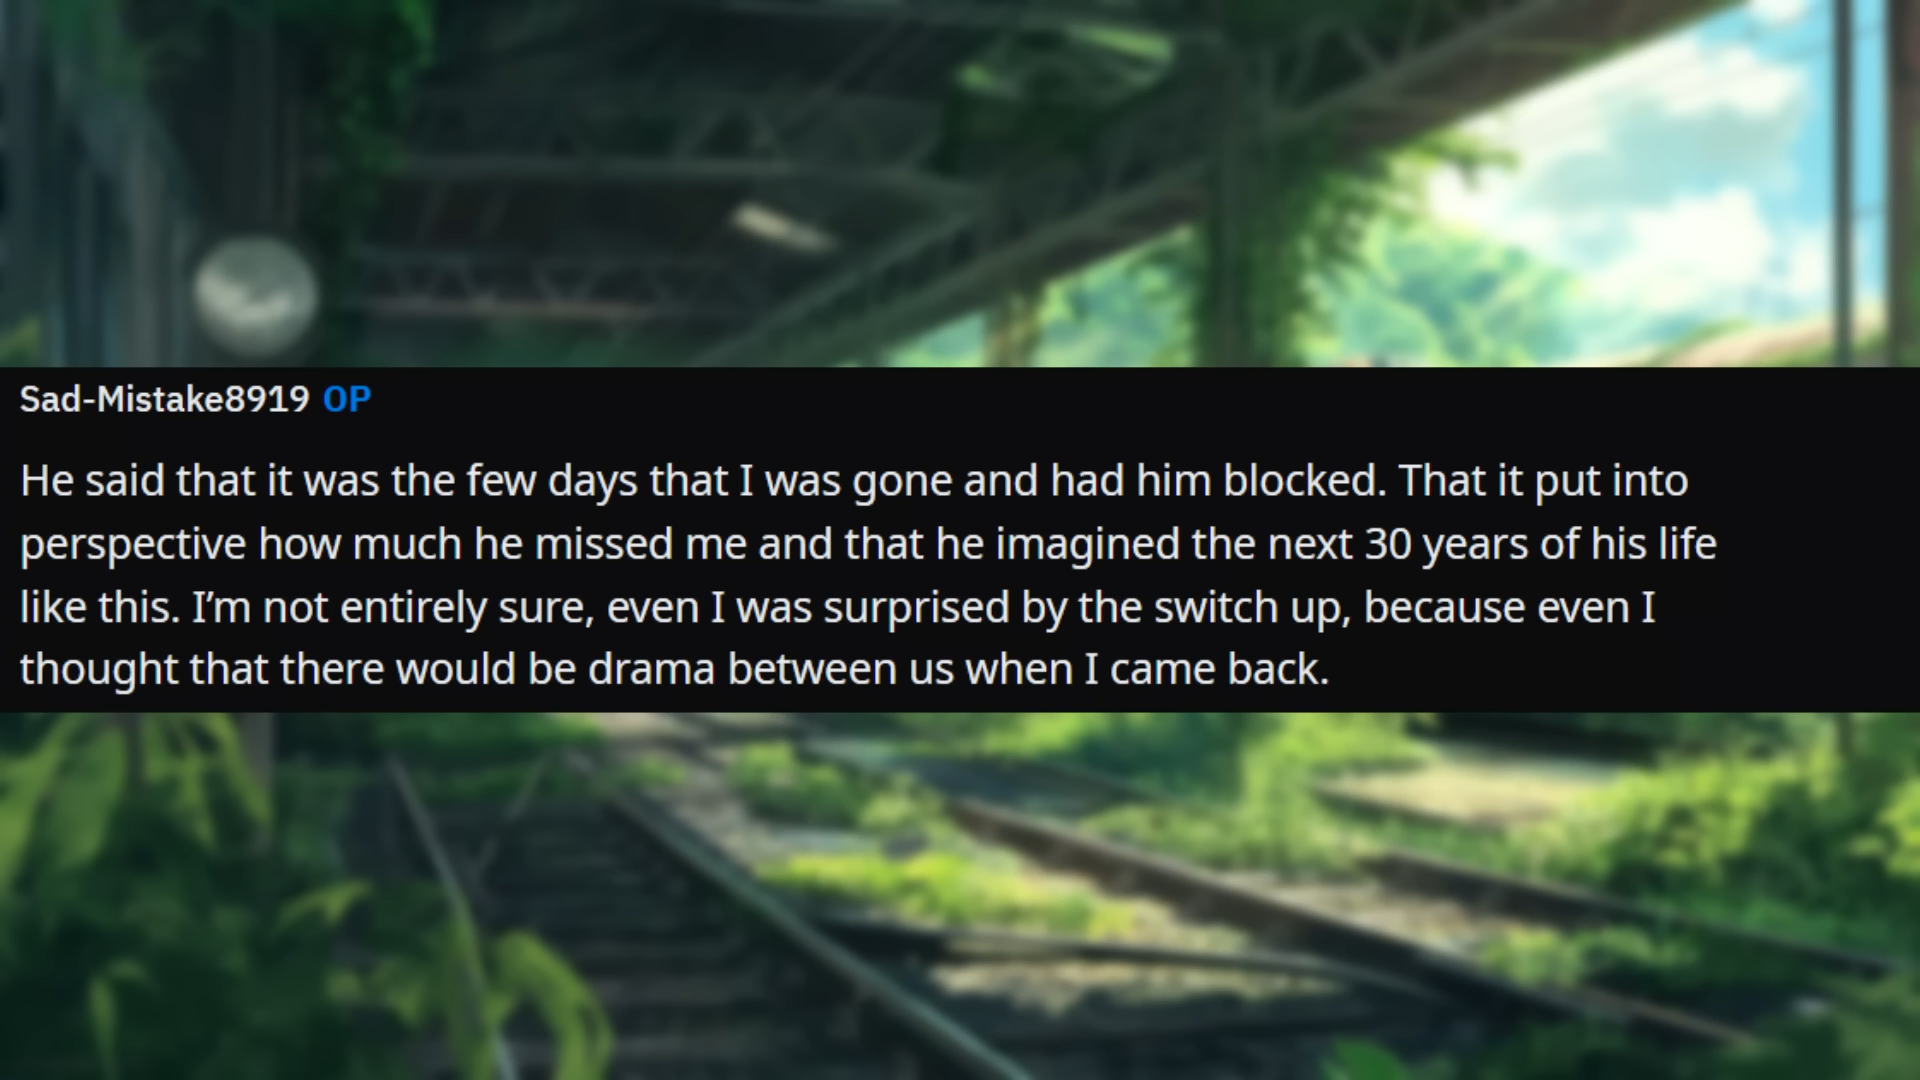 Sad-Mistake8919 OP
He said that it was the few days that I was gone and had him blocked. That it put into
perspective how much he missed me and that he imagined the next 30 years of his life
like this. I’m not entirely sure, even I was surprised by the switch up, because even I
thought that there would be drama between us when I came back.